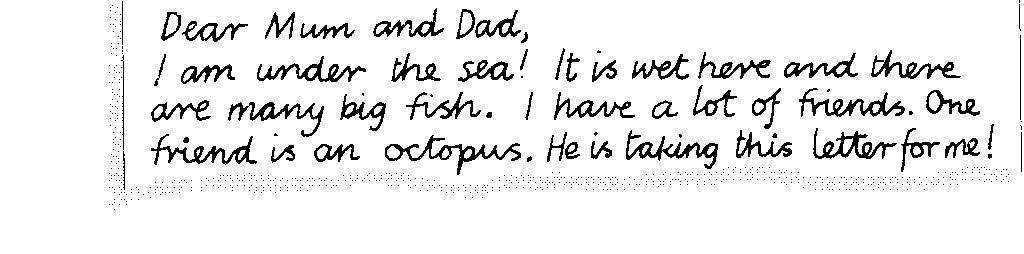 Dear Mum and Dad,
I am under the sea! It is wet here and there
are many big fish. I have a lot of friends. One
friend is an octopus. He is taking this letter for me!